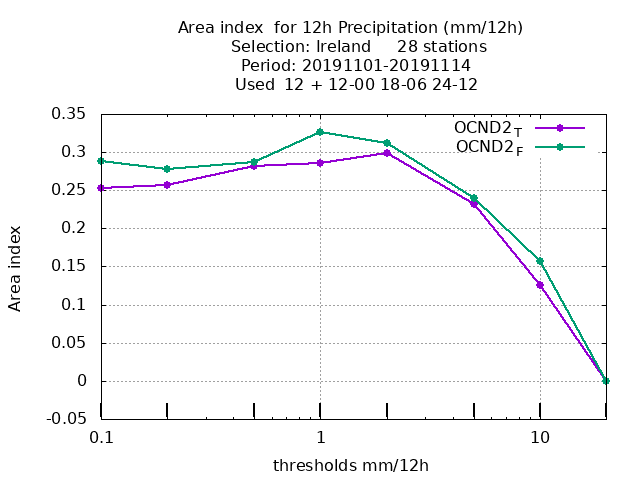 Area index  for 12h Precipitation (mm/12h)
Selection: Ireland     28 stations
Period: 20191101-20191114
Used  12 + 12-00 18-06 24-12
OCND2T
OCND2F
0.35
0.3
0.25
0.2
0.15
0.1
0.05
0
-0.05
Area index
0.1 1 10
thresholds mm/12h